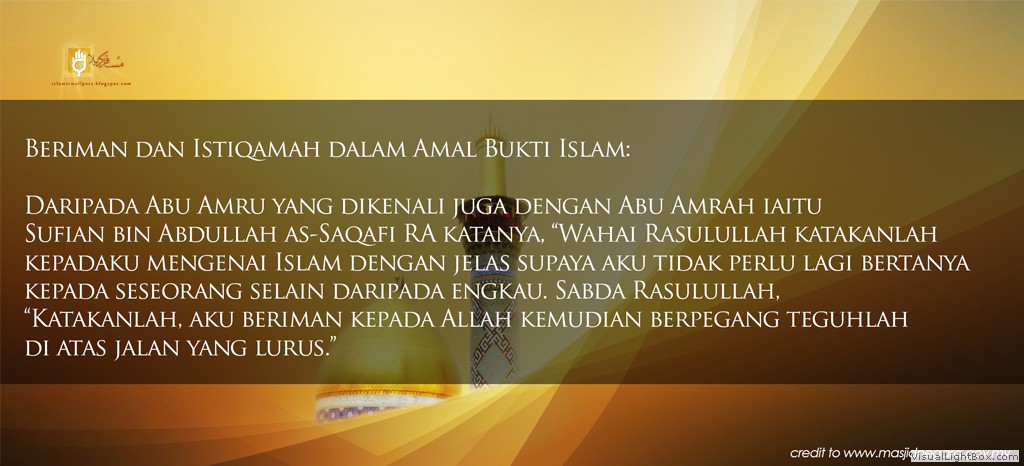 islamicwallpers.blogspot.com
BERIMAN DAN ISTIQAMAH DALAM AMAL BUKTI ISLAM:
DARIPADA ABU AMRU YANG DIKENALI JUGA DENGAN ABU AMRAH IAITU
SUFIAN BIN ABDULLAH AS-SAQAFI RA KATANYA, “WAHAI RASULULLAH KATAKANLAH
KEPADAKU MENGENAI ISLAM DENGAN JELAS SUPAYA AKU TIDAK PERLU LAGI BERTANYA
KEPADA SESEORANG SELAIN DARIPADA ENGKAU. SABDA RASULULLAH,
“KATAKANLAH, AKU BERIMAN KEPADA ALLAH KEMUDIAN BERPEGANG TEGUHLAH
DI ATAS JALAN YANG LURUS.”
credit to www.masjid
VisualLightBox.com